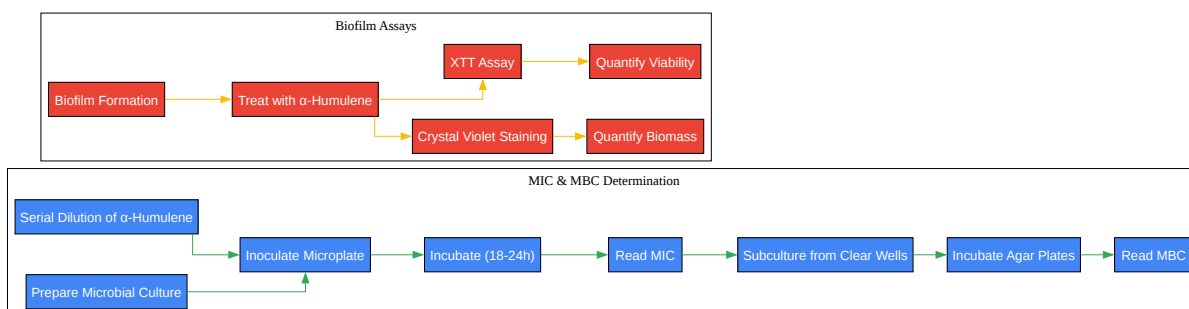 Biofilm Assays
XTT Assay
Quantify Viability
Biofilm Formation
Treat with α-Humulene
Crystal Violet Staining
Quantify Biomass
MIC & MBC Determination
Serial Dilution of α-Humulene
Inoculate Microplate
Incubate (18-24h)
Read MIC
Subculture from Clear Wells
Incubate Agar Plates
Read MBC
Prepare Microbial Culture